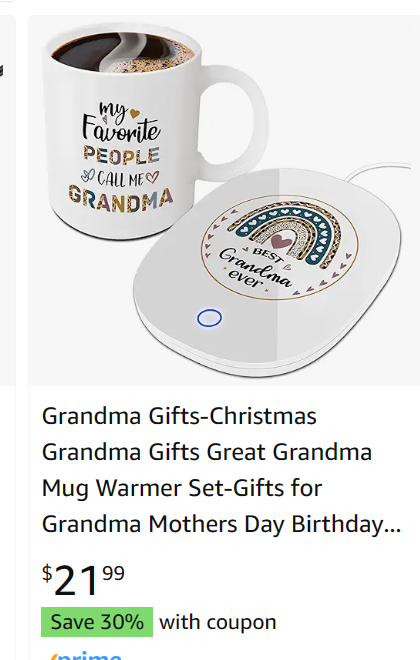 my
Favorite
PEOPLE
CALL ME
GRANDMA
BEST
Grandma
ever
Grandma Gifts-Christmas
Grandma Gifts Great Grandma
Mug Warmer Set-Gifts for
Grandma Mothers Day Birthday...
$21.99
Save 30% with coupon
prime